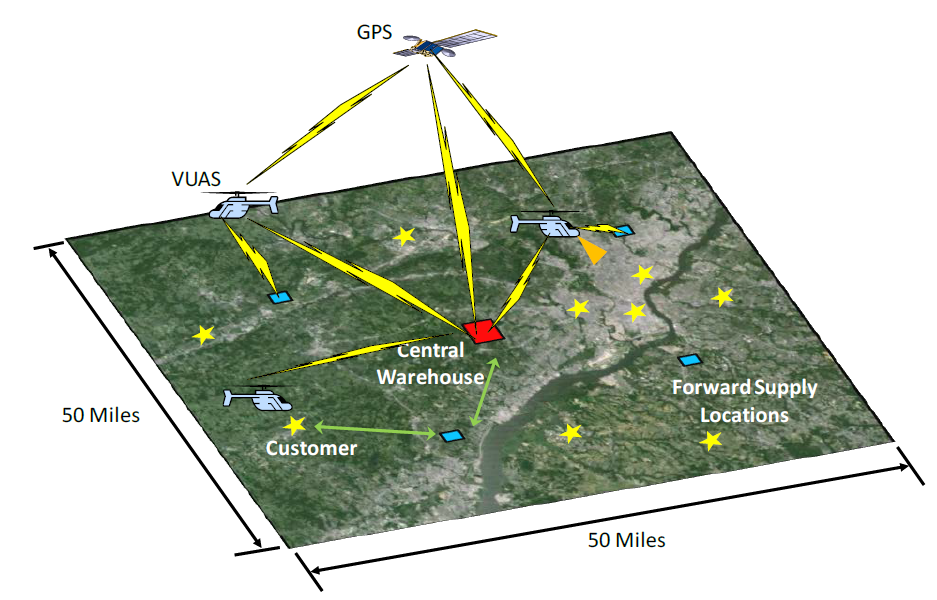 GPS
VUAS
Central
Warehouse
50 Miles
Forward Supply
Locations
Customer
50 Miles